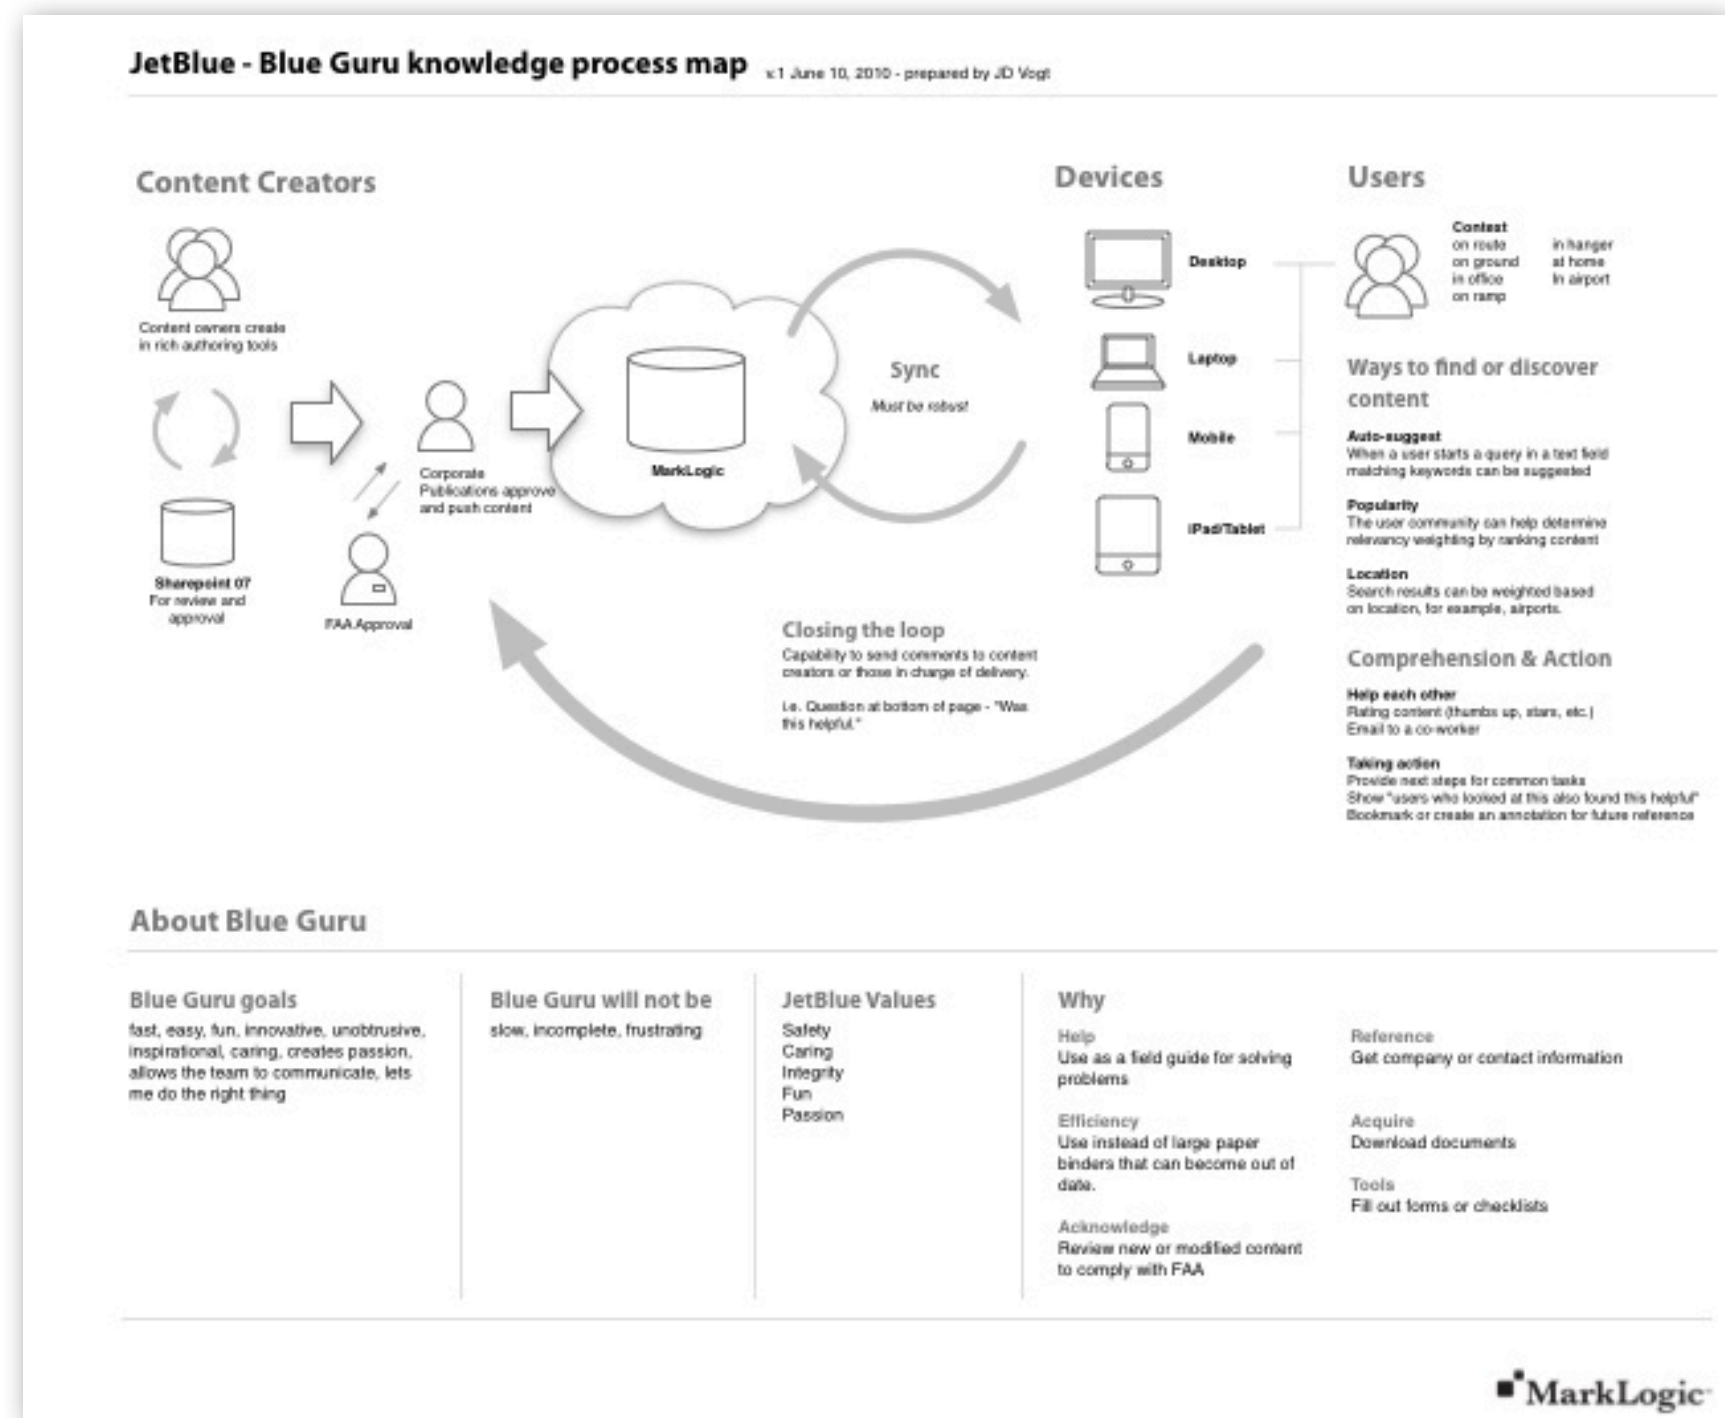 JetBlue - Blue Guru knowledge process map v.1 June 10, 2010 - prepared by JD Vogt
Content Creators
Content owners create
in rich authoring tools
Sharepoint 07
For review and
approval
Corporate
Publications approve
and push content
FAA Approval
MarkLogic
Sync
Must be robust
Closing the loop
Capability to send comments to content
creators or those in charge of delivery.
i.e. Question at bottom of page - "Was
this helpful."
Devices
Desktop
Laptop
Mobile
iPad/Tablet
Users
Context
on route
on ground
in office
on ramp
in hanger
at home
In airport
Ways to find or discover
content
Auto-suggest
When a user starts a query in a text field
matching keywords can be suggested
Popularity
The user community can help determine
relevancy weighting by ranking content
Location
Search results can be weighted based
on location, for example, airports.
Comprehension & Action
Help each other
Rating content (thumbs up, stars, etc.)
Email to a co-worker
Taking action
Provide next steps for common tasks
Show "users who looked at this also found this helpful"
Bookmark or create an annotation for future reference
About Blue Guru
Blue Guru goals
fast, easy, fun, innovative, unobtrusive,
inspirational, caring, creates passion,
allows the team to communicate, lets
me do the right thing
Blue Guru will not be
slow, incomplete, frustrating
JetBlue Values
Safety
Caring
Integrity
Fun
Passion
Why
Help
Use as a field guide for solving
problems
Efficiency
Use instead of large paper
binders that can become out of
date.
Acknowledge
Review new or modified content
to comply with FAA
Reference
Get company or contact information
Acquire
Download documents
Tools
Fill out forms or checklists
MarkLogic